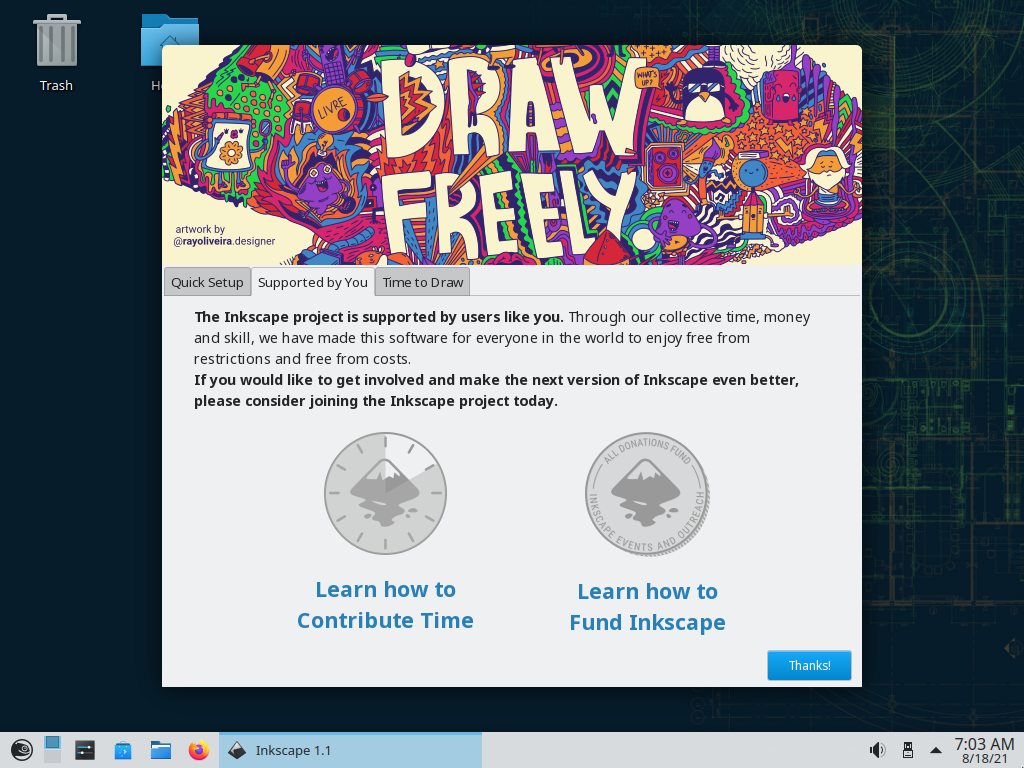 Trash
DRAW
FREELY
LIVRE
WHAT'S
UP?
artwork by
@rayoliveira.designer
Quick Setup
Supported by You
Time to Draw
The Inkscape project is supported by users like you. Through our collective time, money
and skill, we have made this software for everyone in the world to enjoy free from
restrictions and free from costs.
If you would like to get involved and make the next version of Inkscape even better,
please consider joining the Inkscape project today.
ALL DONATIONS FUND
INKSCAPE EVENTS AND OUTREACH
Learn how to
Contribute Time
Learn how to
Fund Inkscape
Thanks!
Inkscape 1.1
7:03 AM
8/18/21